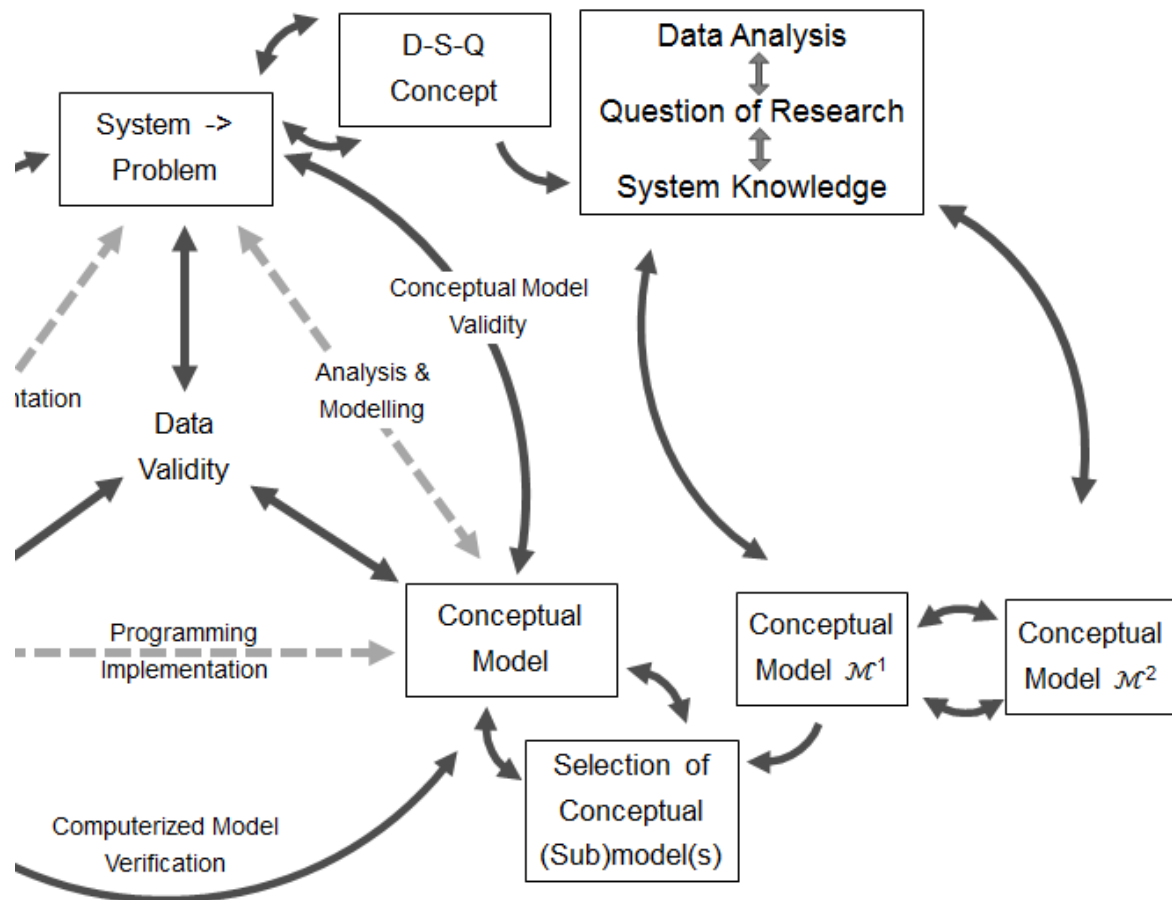 D-S-Q
Concept
Data Analysis
Question of Research
System Knowledge
System ->
Problem
Conceptual Model
Validity
Analysis &
Modelling
ntation
Data
Validity
Conceptual
Model
Programming
Implementation
Conceptual
Model ℳ¹
Conceptual
Model ℳ²
Selection of
Conceptual
(Sub)model(s)
Computerized Model
Verification